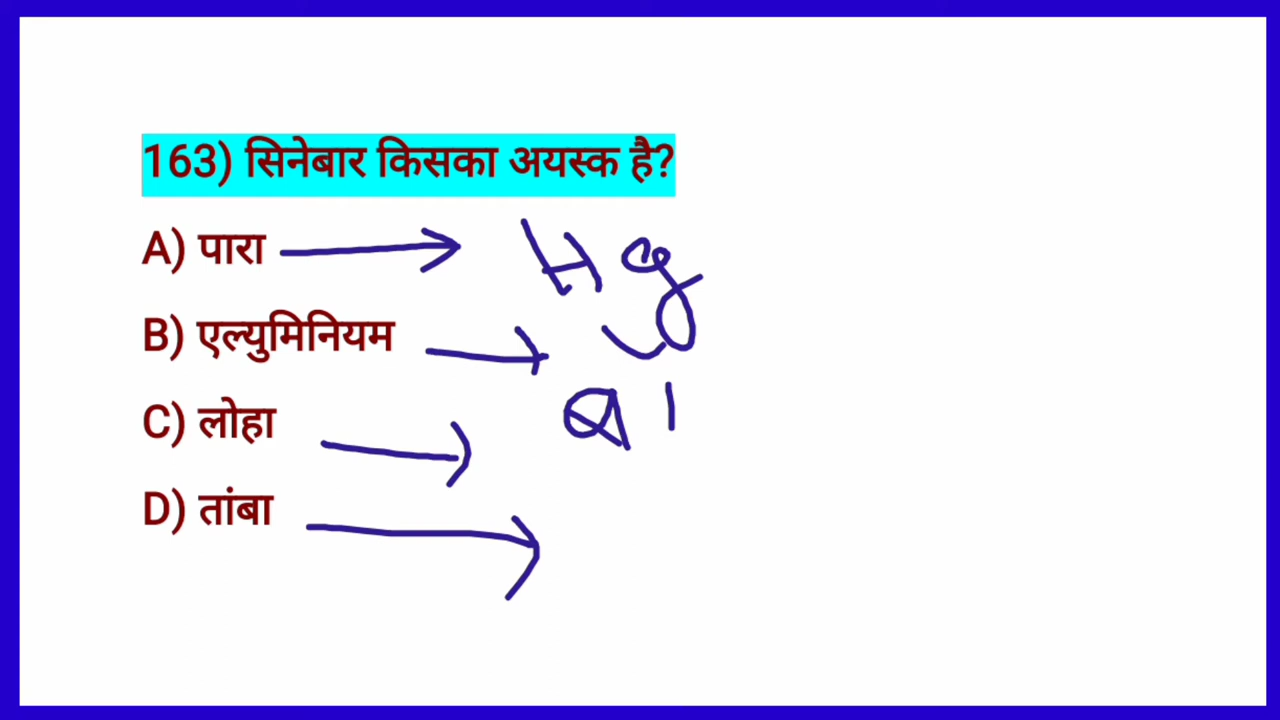 163) सिनेबार किसका अयस्क है?
A) पारा → Hg
B) एल्युमिनियम → Al
C) लोहा →
D) तांबा →